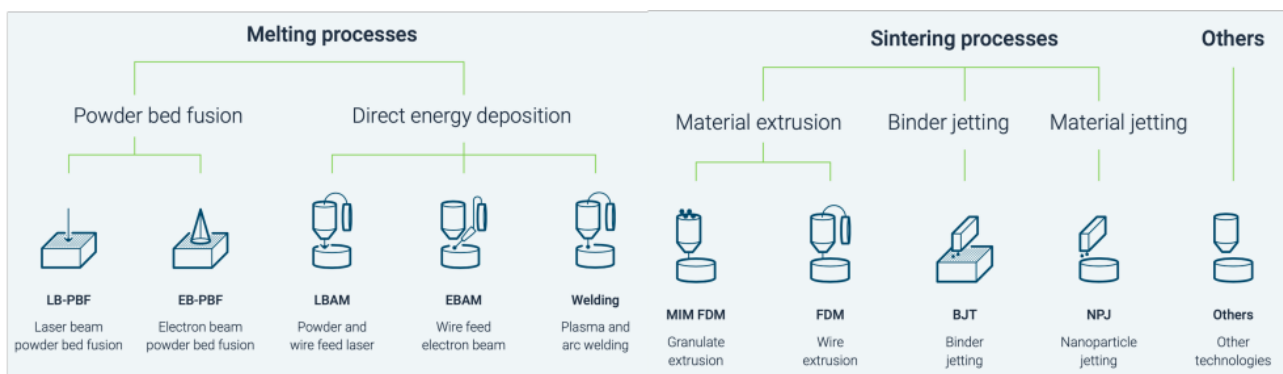 Melting processes
Sintering processes
Others
Powder bed fusion
Direct energy deposition
Material extrusion
Binder jetting
Material jetting
LB-PBF
Laser beam
powder bed fusion
EB-PBF
Electron beam
powder bed fusion
LBAM
Powder and
wire feed laser
EBAM
Wire feed
electron beam
Welding
Plasma and
arc welding
MIM FDM
Granulate
extrusion
FDM
Wire
extrusion
BJT
Binder
jetting
NPJ
Nanoparticle
jetting
Others
Other
technologies